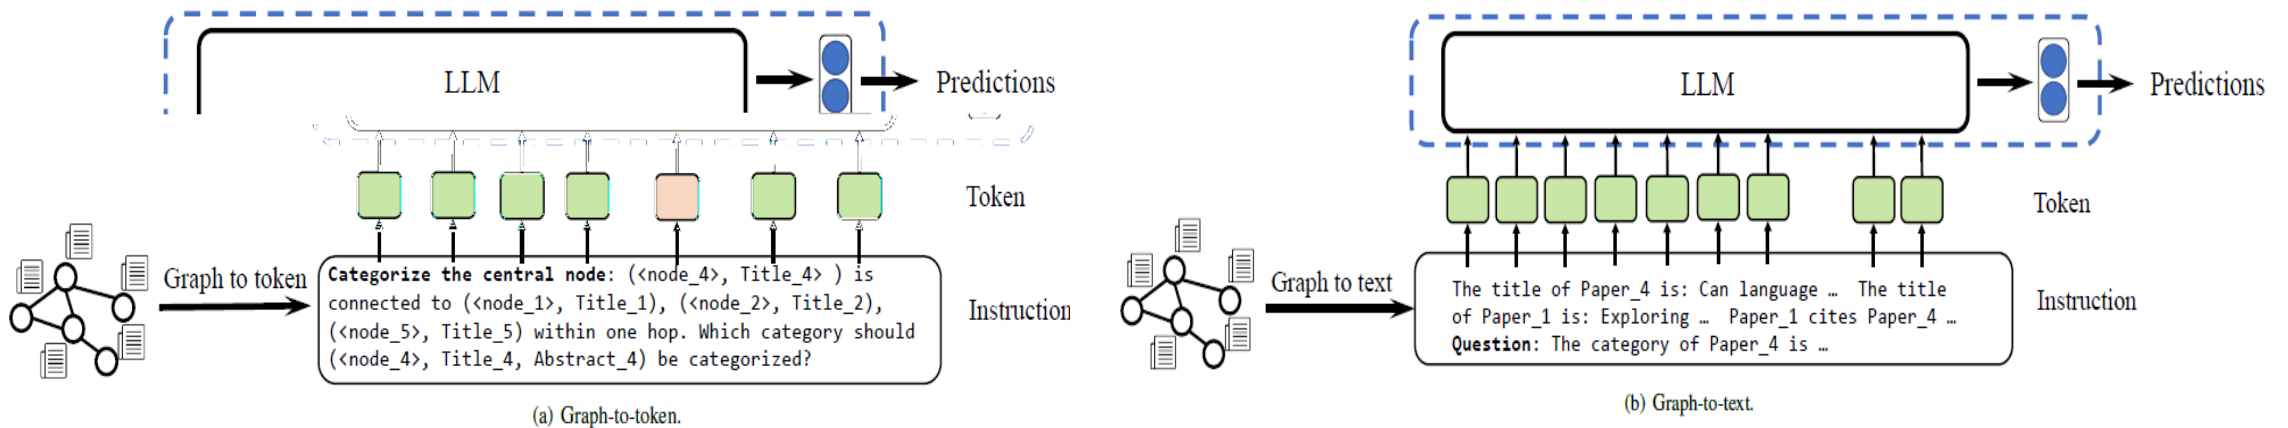 LLM
Predictions
Token
Graph to token
Categorize the central node: (<node_4>, Title_4> ) is
connected to (<node_1>, Title_1), (<node_2>, Title_2),
(<node_5>, Title_5) within one hop. Which category should
(<node_4>, Title_4, Abstract_4) be categorized?
Instruction
(a) Graph-to-token.
LLM
Predictions
Token
Graph to text
The title of Paper_4 is: Can language … The title
of Paper_1 is: Exploring … Paper_1 cites Paper_4 …
Question: The category of Paper_4 is …
Instruction
(b) Graph-to-text.